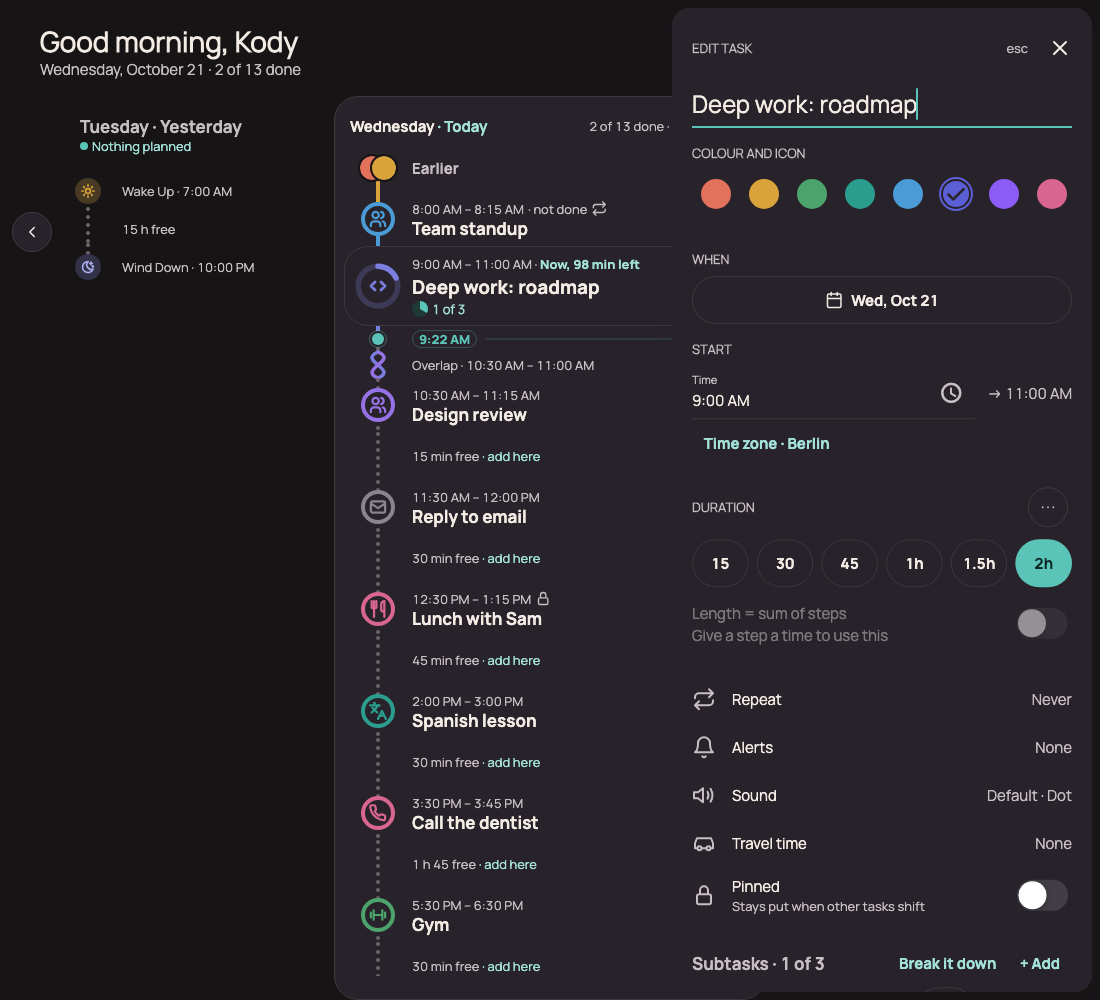 Good morning, Kody
Wednesday, October 21 · 2 of 13 done
Tuesday · Yesterday
Nothing planned
Wake Up · 7:00 AM
15 h free
Wind Down · 10:00 PM
Wednesday · Today
2 of 13 done ·
Earlier
8:00 AM – 8:15 AM · not done
Team standup
9:00 AM – 11:00 AM · Now, 98 min left
Deep work: roadmap
1 of 3
9:22 AM
Overlap · 10:30 AM – 11:00 AM
10:30 AM – 11:15 AM
Design review
15 min free · add here
11:30 AM – 12:00 PM
Reply to email
30 min free · add here
12:30 PM – 1:15 PM
Lunch with Sam
45 min free · add here
2:00 PM – 3:00 PM
Spanish lesson
30 min free · add here
3:30 PM – 3:45 PM
Call the dentist
1 h 45 free · add here
5:30 PM – 6:30 PM
Gym
30 min free · add here
EDIT TASK
esc
Deep work: roadmap
COLOUR AND ICON
WHEN
Wed, Oct 21
START
Time
9:00 AM
→ 11:00 AM
Time zone · Berlin
DURATION
···
15 30 45 1h 1.5h 2h
Length = sum of steps
Give a step a time to use this
Repeat Never
Alerts None
Sound Default · Dot
Travel time None
Pinned
Stays put when other tasks shift
Subtasks · 1 of 3 Break it down + Add